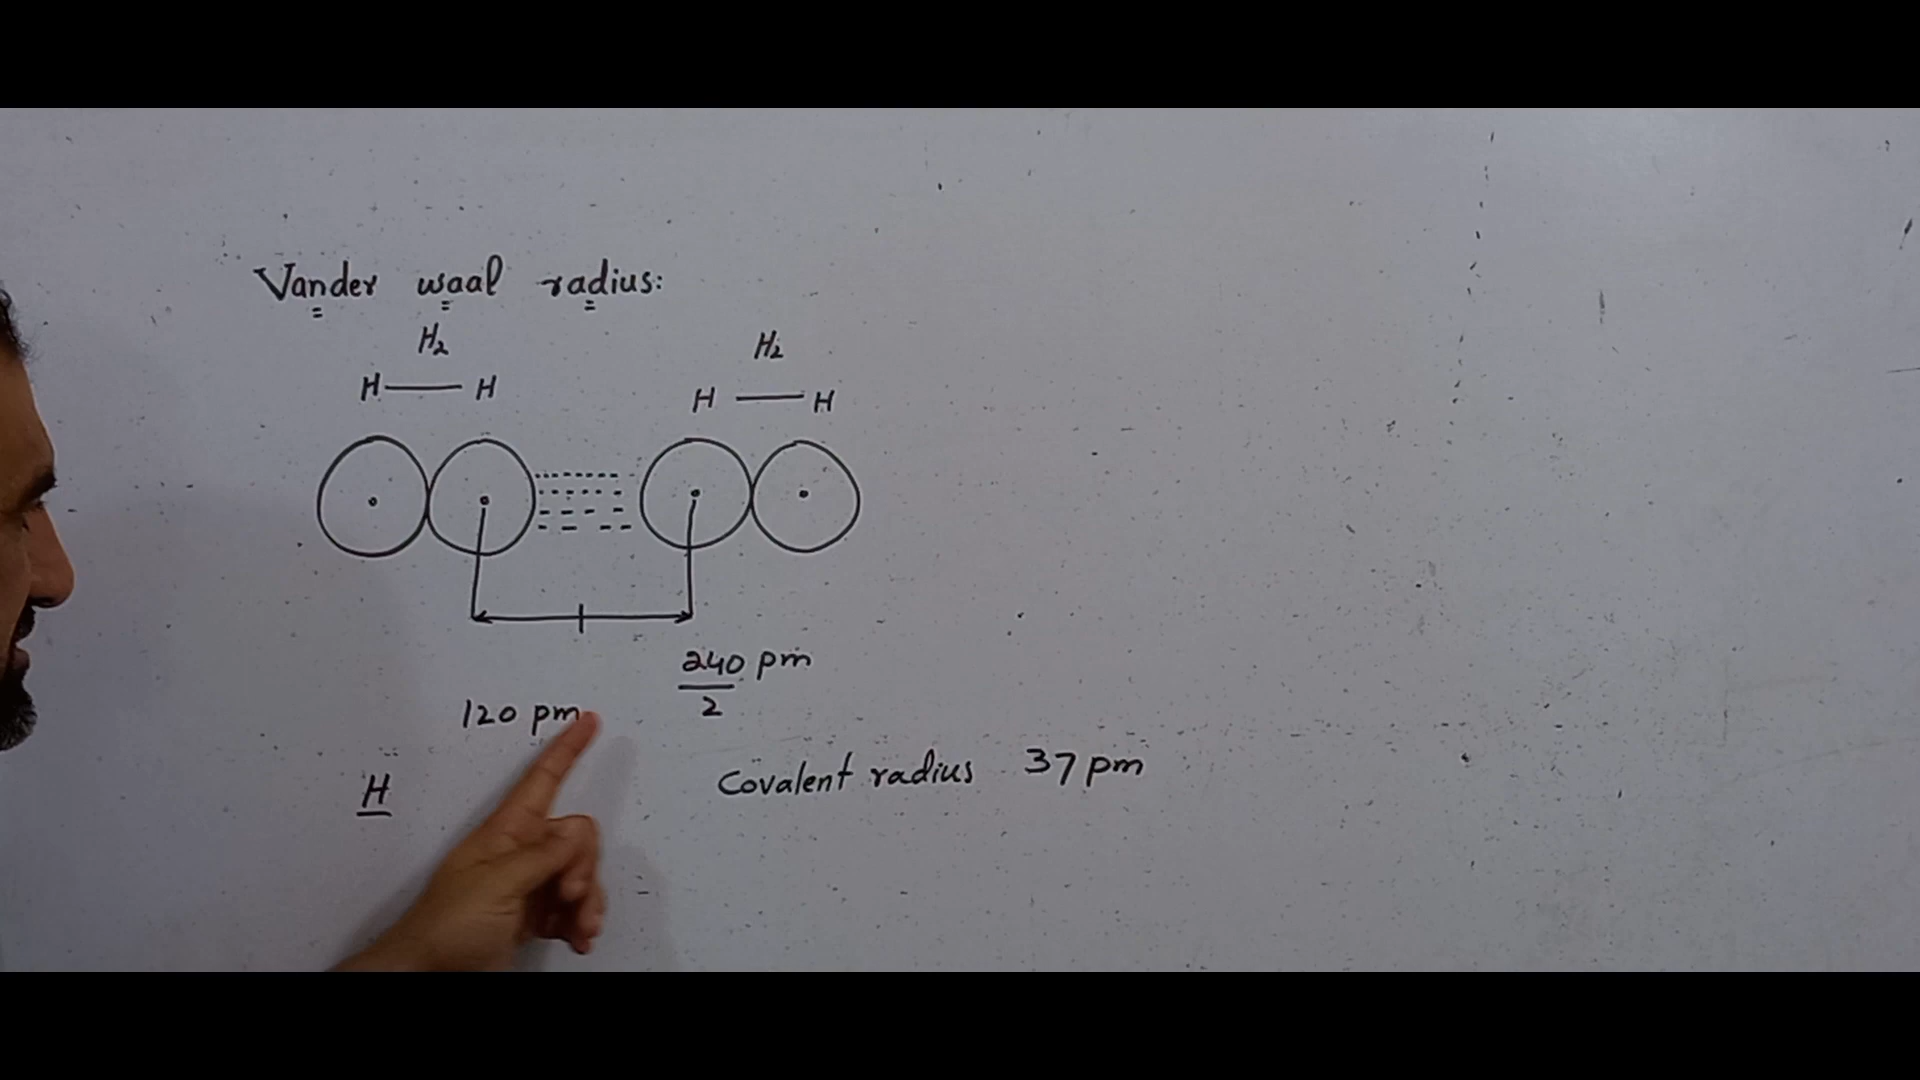 Vander waal radius:
H2 H2
H — H H — H
240 pm
2
120 pm
Covalent radius 37 pm
H